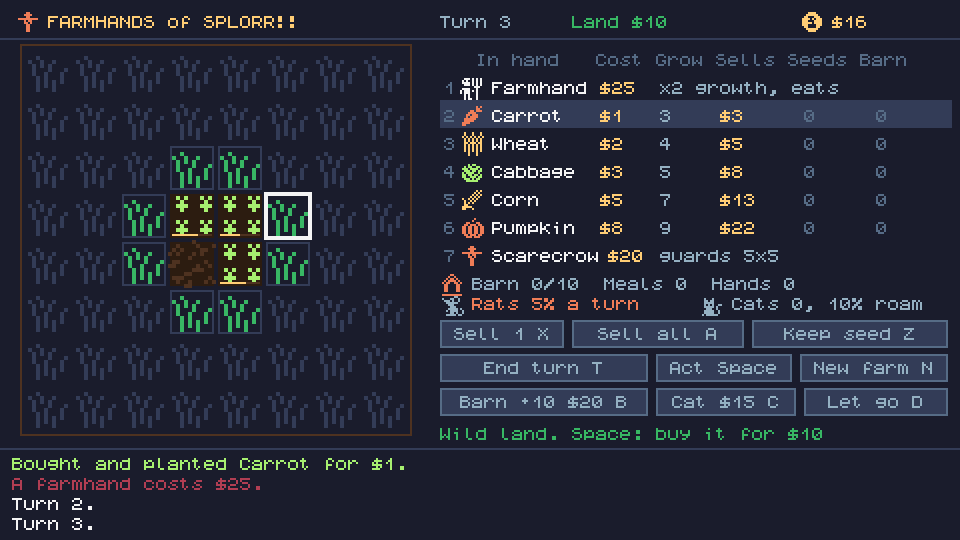 FARMHANDS of SPLORR!!
Turn 3
Land $10
$16
In hand Cost Grow Sells Seeds Barn
1 Farmhand $25 x2 growth, eats
2 Carrot $1 3 $3 0 0
3 Wheat $2 4 $5 0 0
4 Cabbage $3 5 $8 0 0
5 Corn $5 7 $13 0 0
6 Pumpkin $8 9 $22 0 0
7 Scarecrow $20 guards 5x5
Barn 0/10 Meals 0 Hands 0
Rats 5% a turn Cats 0, 10% roam
Sell 1 X Sell all A Keep seed Z
End turn T Act Space New farm N
Barn +10 $20 B Cat $15 C Let go D
Wild land. Space: buy it for $10
Bought and planted Carrot for $1.
A farmhand costs $25.
Turn 2.
Turn 3.